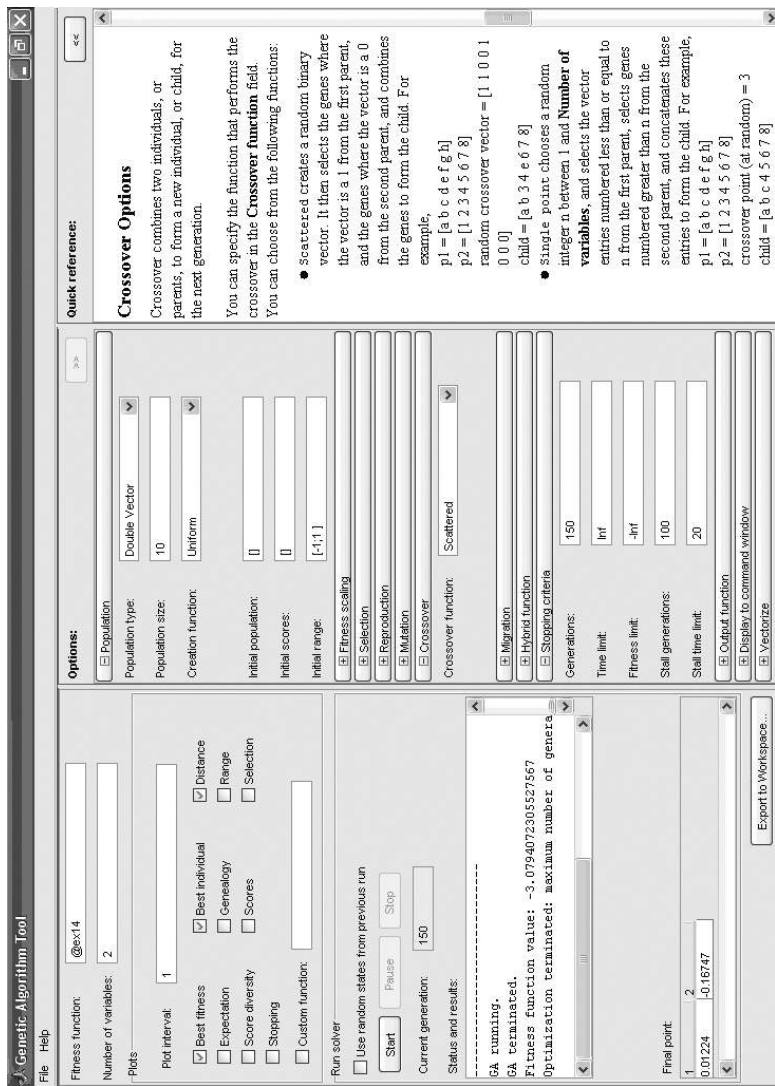 Genetic Algorithm Tool
File Help
Fitness function: @ex14
Number of variables: 2
Plots
Plot interval: 1
Best fitness Best individual Distance
Expectation Genealogy Range
Score diversity Scores Selection
Stopping
Custom function:
Run solver
Use random states from previous run
Start Pause Stop
Current generation: 150
Status and results:
GA running.
GA terminated.
Fitness function value: -3.0794072305527567
Optimization terminated: maximum number of genera
Final point:
1 2
0.01224 -0.16747
Export to Workspace...
Options: >>
Population
Population type: Double Vector
Population size: 10
Creation function: Uniform
Initial population: []
Initial scores: []
Initial range: [-1;1 ]
Fitness scaling
Selection
Reproduction
Mutation
Crossover
Crossover function: Scattered
Migration
Hybrid function
Stopping criteria
Generations: 150
Time limit: Inf
Fitness limit: -Inf
Stall generations: 100
Stall time limit: 20
Output function
Display to command window
Vectorize
Quick reference: <<
Crossover Options
Crossover combines two individuals, or
parents, to form a new individual, or child, for
the next generation.
You can specify the function that performs the
crossover in the Crossover function field.
You can choose from the following functions:
● Scattered creates a random binary
vector. It then selects the genes where
the vector is a 1 from the first parent,
and the genes where the vector is a 0
from the second parent, and combines
the genes to form the child. For
example,
p1 = [a b c d e f g h]
p2 = [1 2 3 4 5 6 7 8]
random crossover vector = [1 1 0 0 1
0 0 0]
child = [a b 3 4 e 6 7 8]
● Single point chooses a random
integer n between 1 and Number of
variables, and selects the vector
entries numbered less than or equal to
n from the first parent, selects genes
numbered greater than n from the
second parent, and concatenates these
entries to form the child. For example,
p1 = [a b c d e f g h]
p2 = [1 2 3 4 5 6 7 8]
crossover point (at random) = 3
child = [a b c 4 5 6 7 8]